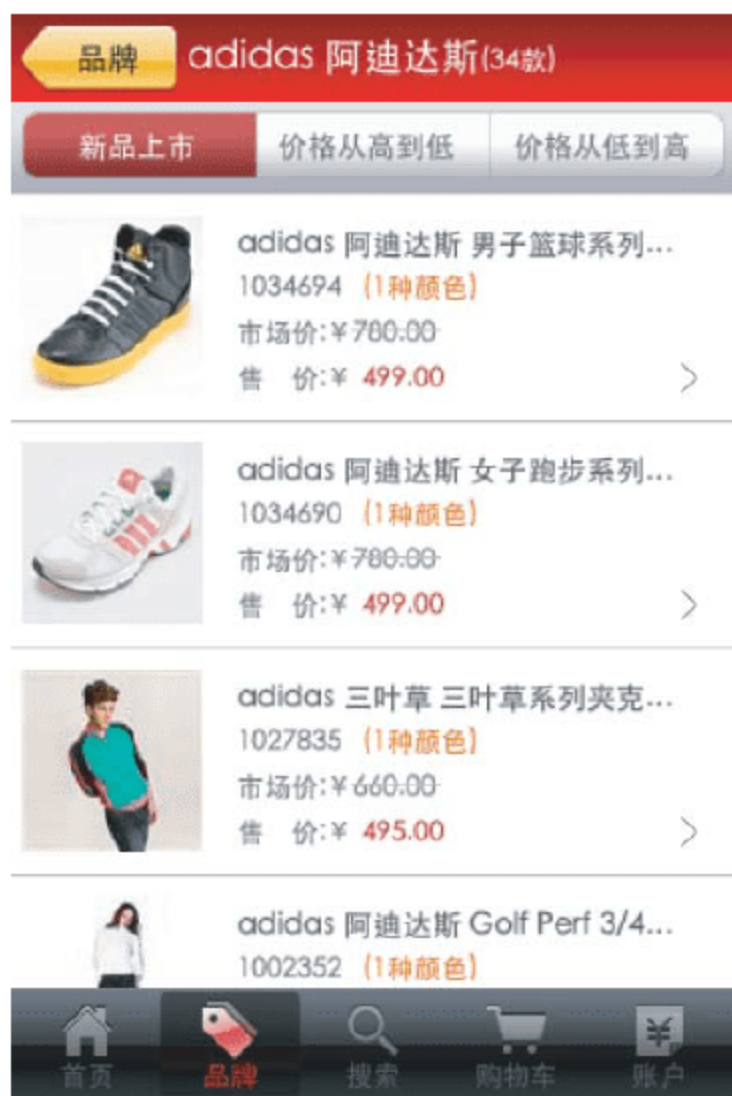 品牌
adidas 阿迪达斯(34款)
新品上市 价格从高到低 价格从低到高
adidas 阿迪达斯 男子篮球系列...
1034694 (1种颜色)
市场价:¥780.00
售 价:¥ 499.00
adidas 阿迪达斯 女子跑步系列...
1034690 (1种颜色)
市场价:¥780.00
售 价:¥ 499.00
adidas 三叶草 三叶草系列夹克...
1027835 (1种颜色)
市场价:¥660.00
售 价:¥ 495.00
adidas 阿迪达斯 Golf Perf 3/4...
1002352 (1种颜色)
首页 品牌 搜索 购物车 账户